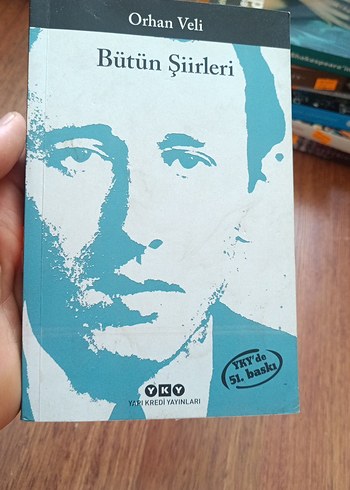 Orhan Veli
Bütün Şiirleri
YKY'de
51. baskı
YKY
YAPI KREDİ YAYINLARI